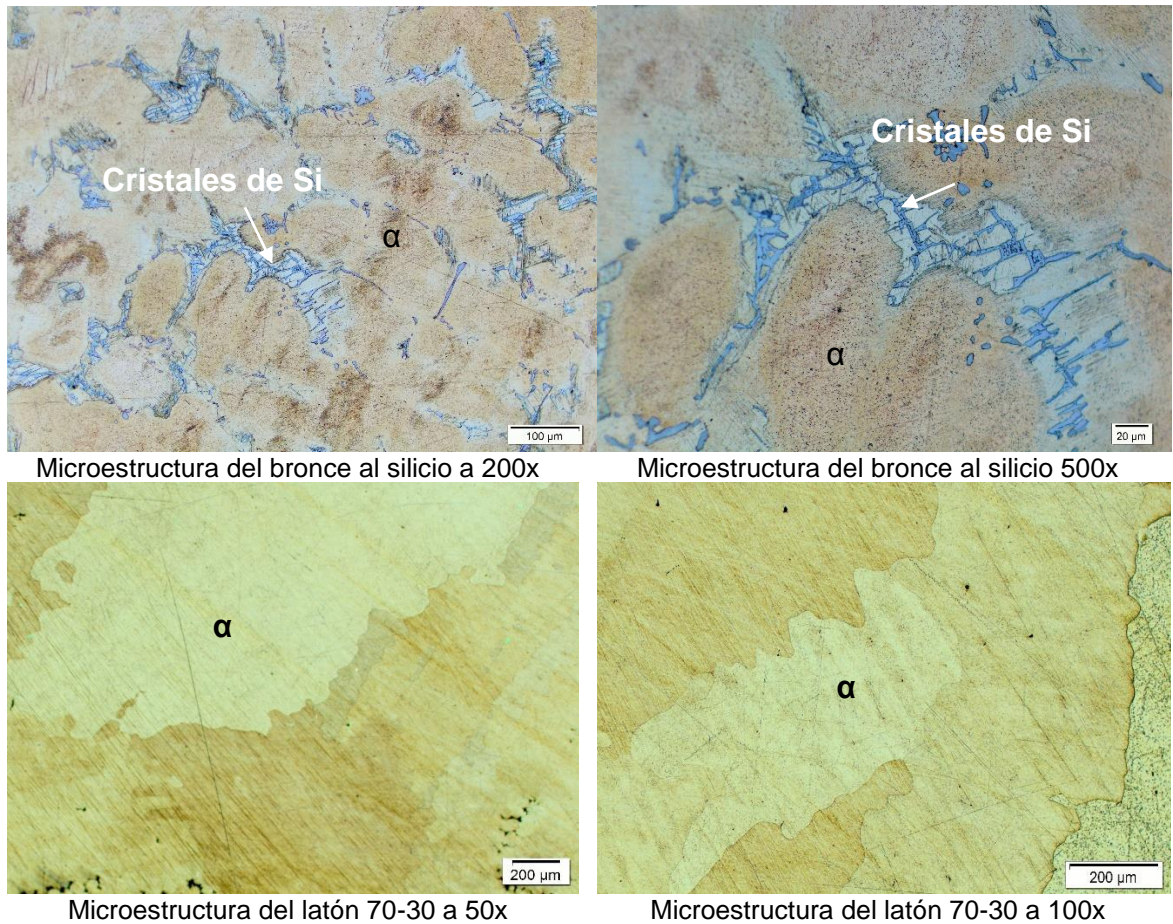 Cristales de Si
α
100 µm
Cristales de Si
α
20 µm
Microestructura del bronce al silicio a 200x
Microestructura del bronce al silicio 500x
α
200 µm
α
200 µm
Microestructura del latón 70-30 a 50x
Microestructura del latón 70-30 a 100x